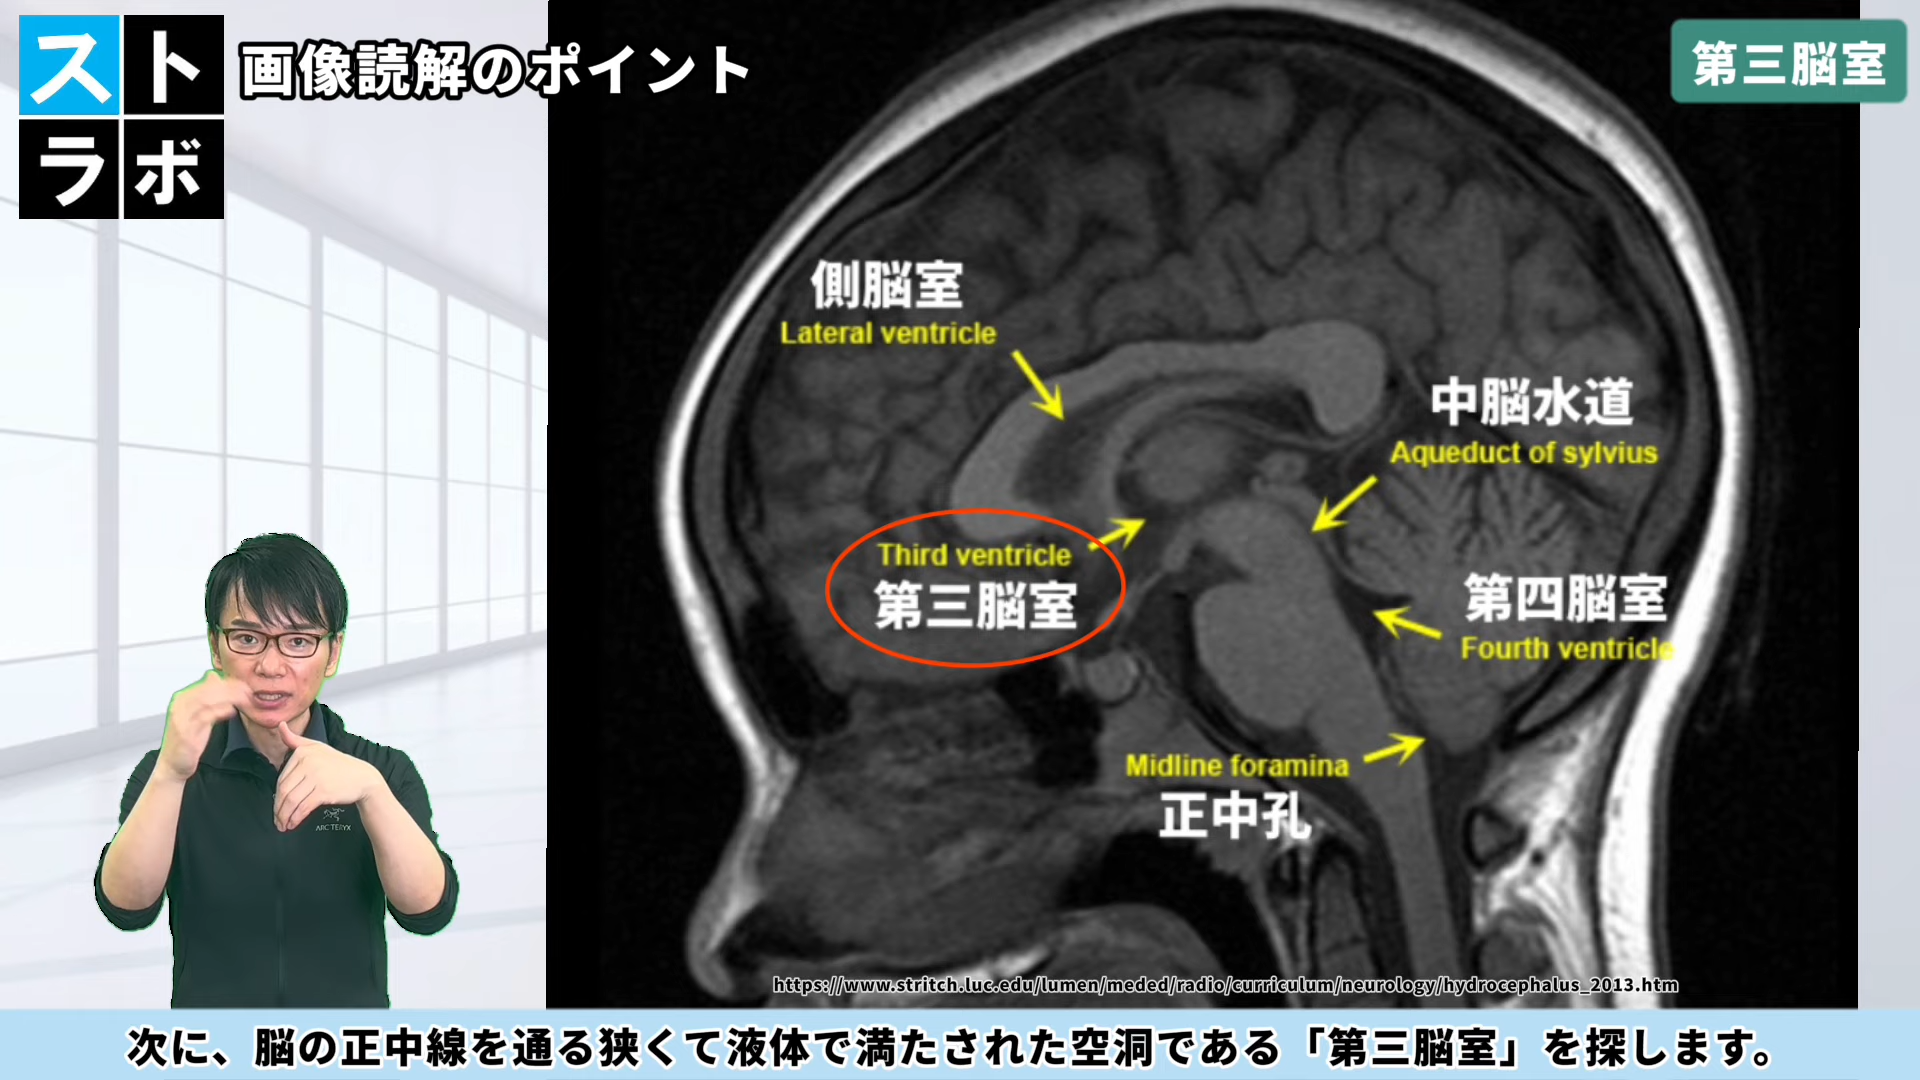 ストラボ
画像読解のポイント
第三脳室
側脳室
Lateral ventricle
中脳水道
Aqueduct of sylvius
Third ventricle
第三脳室
第四脳室
Fourth ventricle
Midline foramina
正中孔
ARC'TERYX
https://www.stritch.luc.edu/lumen/meded/radio/curriculum/neurology/hydrocephalus_2013.htm
次に、脳の正中線を通る狭くて液体で満たされた空洞である「第三脳室」を探します。